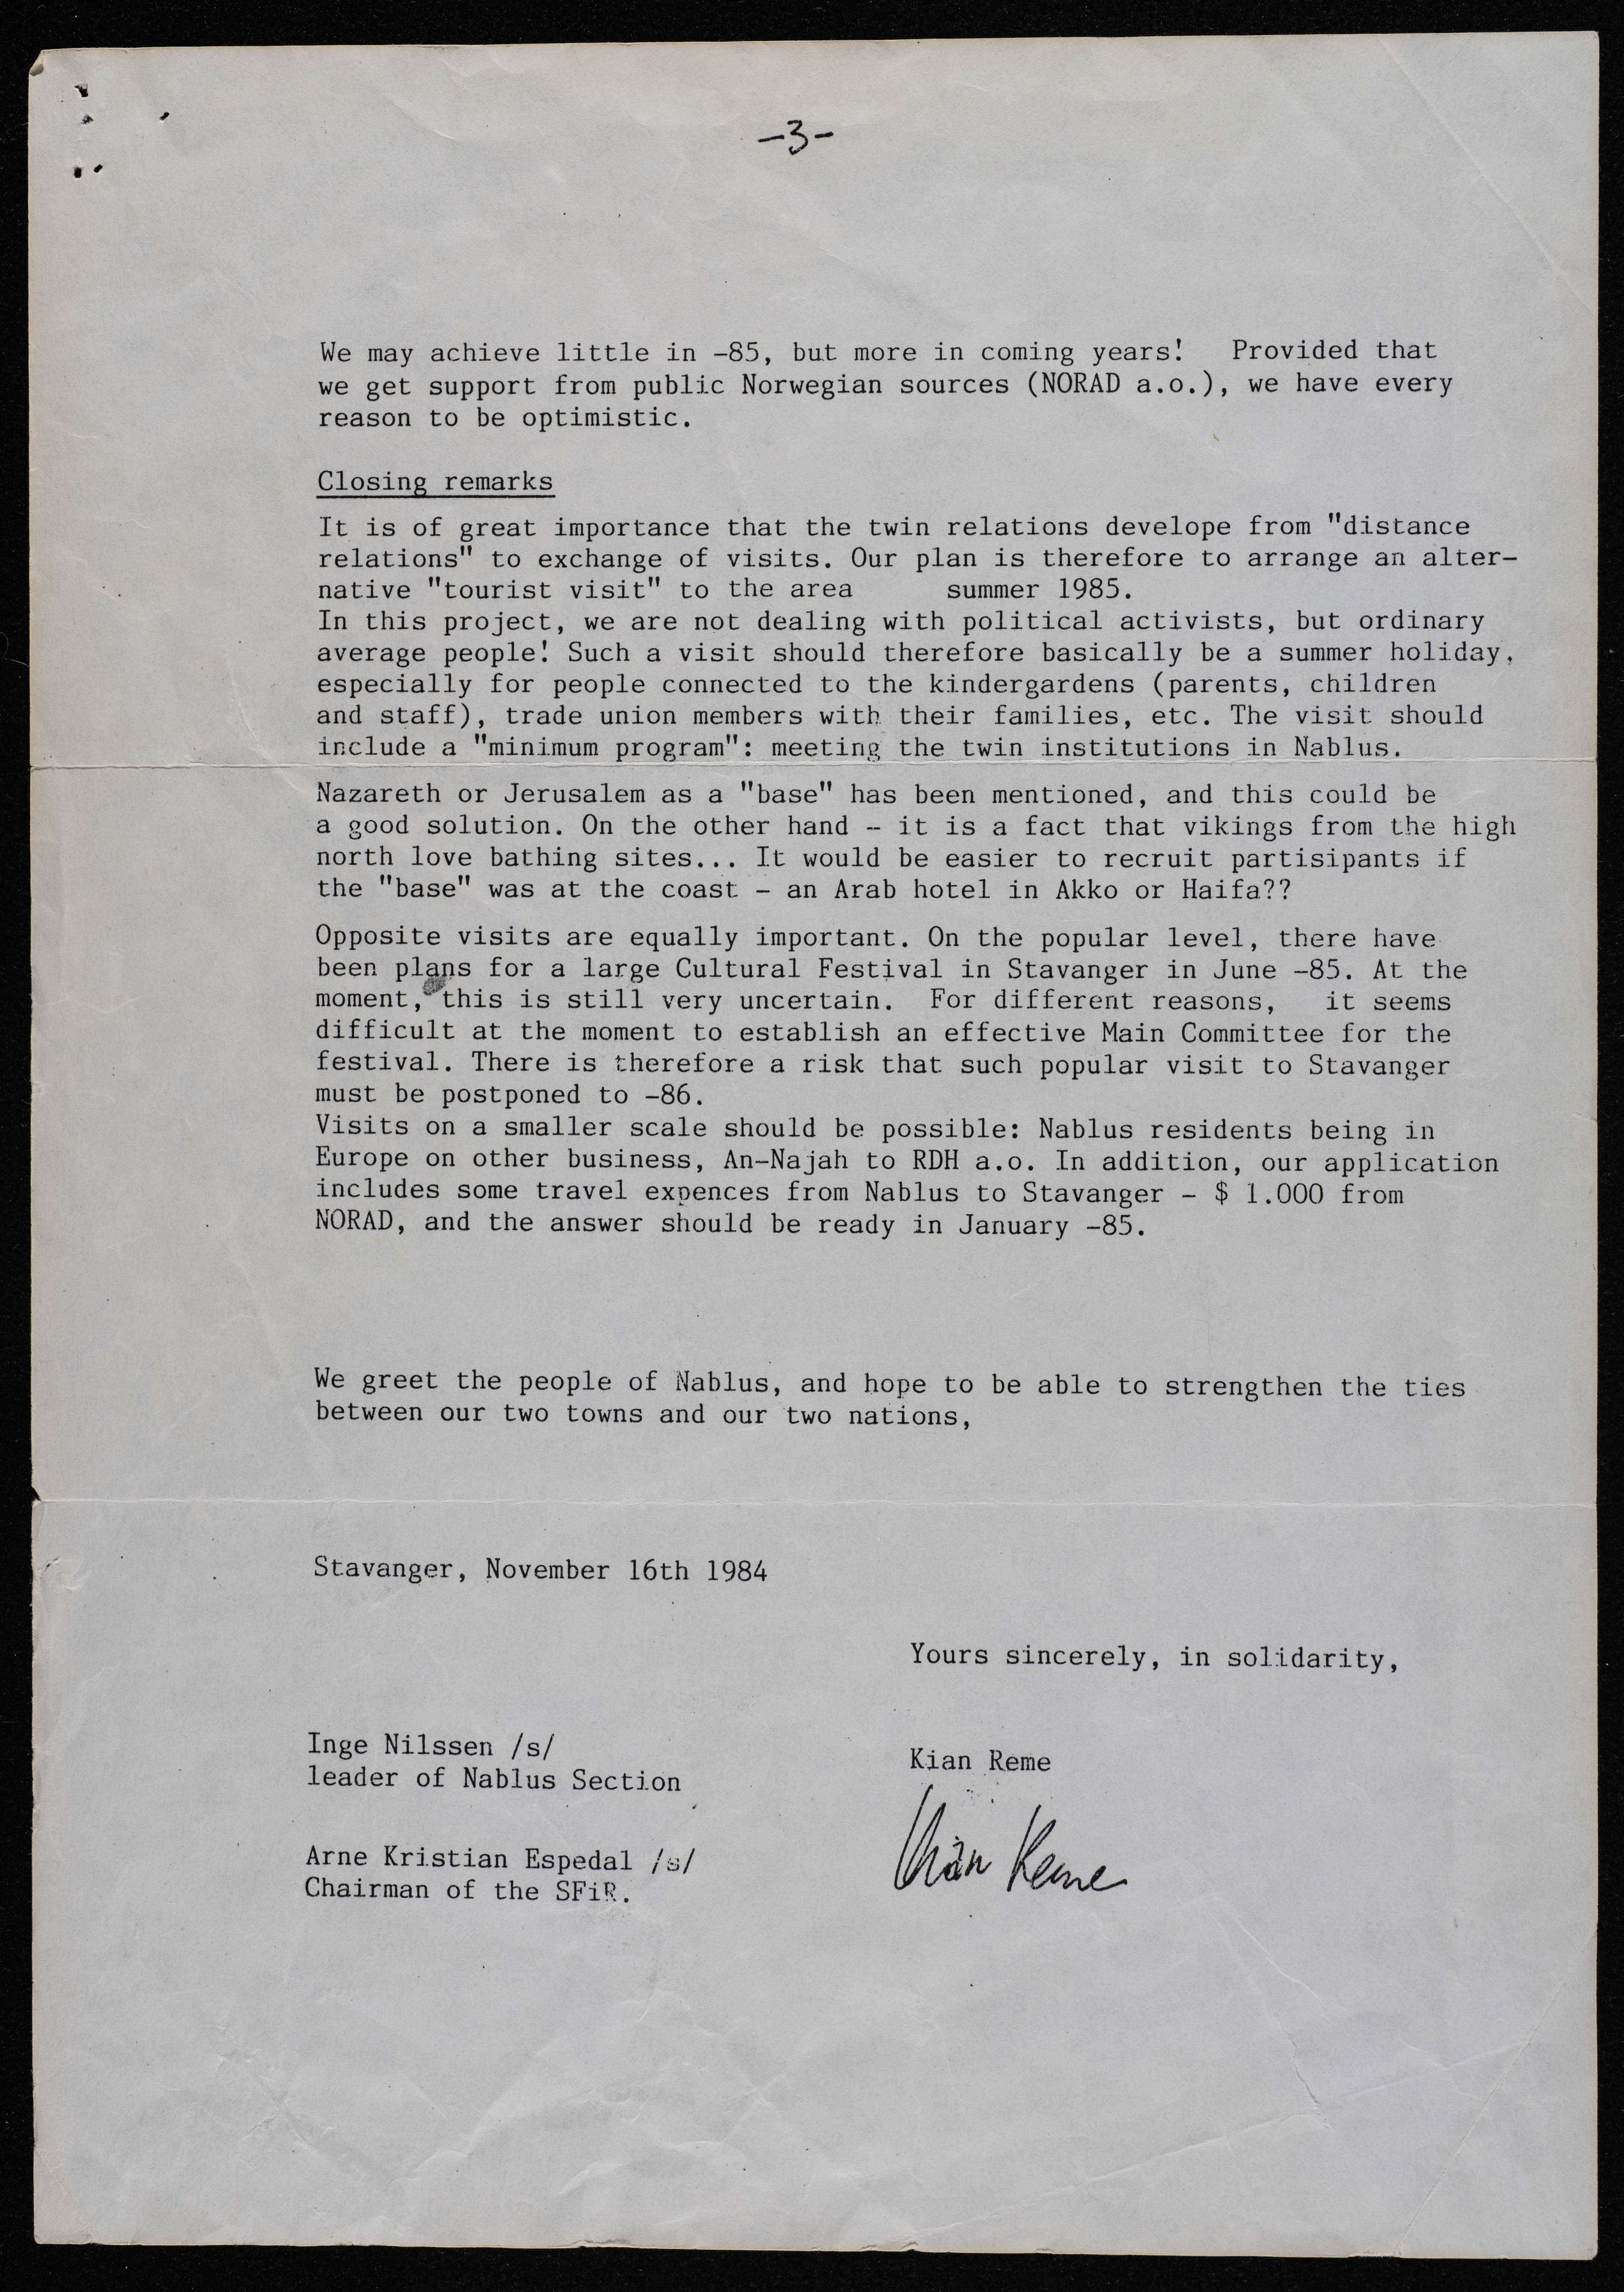 -3-
We may achieve little in -85, but more in coming years!   Provided that
we get support from public Norwegian sources (NORAD a.o.), we have every
reason to be optimistic.
Closing remarks
It is of great importance that the twin relations develope from "distance
relations" to exchange of visits. Our plan is therefore to arrange an alter-
native "tourist visit" to the area      summer 1985.
In this project, we are not dealing with political activists, but ordinary
average people! Such a visit should therefore basically be a summer holiday,
especially for people connected to the kindergardens (parents, children
and staff), trade union members with their families, etc. The visit should
include a "minimum program": meeting the twin institutions in Nablus.
Nazareth or Jerusalem as a "base" has been mentioned, and this could be
a good solution. On the other hand - it is a fact that vikings from the high
north love bathing sites... It would be easier to recruit partisipants if
the "base" was at the coast - an Arab hotel in Akko or Haifa??
Opposite visits are equally important. On the popular level, there have
been plans for a large Cultural Festival in Stavanger in June -85. At the
moment, this is still very uncertain.  For different reasons,   it seems
difficult at the moment to establish an effective Main Committee for the
festival. There is therefore a risk that such popular visit to Stavanger
must be postponed to -86.
Visits on a smaller scale should be possible: Nablus residents being in
Europe on other business, An-Najah to RDH a.o. In addition, our application
includes some travel expences from Nablus to Stavanger - $ 1.000 from
NORAD, and the answer should be ready in January -85.
We greet the people of Nablus, and hope to be able to strengthen the ties
between our two towns and our two nations,
Stavanger, November 16th 1984
Yours sincerely, in solidarity,
Inge Nilssen /s/
leader of Nablus Section
Kian Reme
Kian Reme
Arne Kristian Espedal /s/
Chairman of the SFiR.